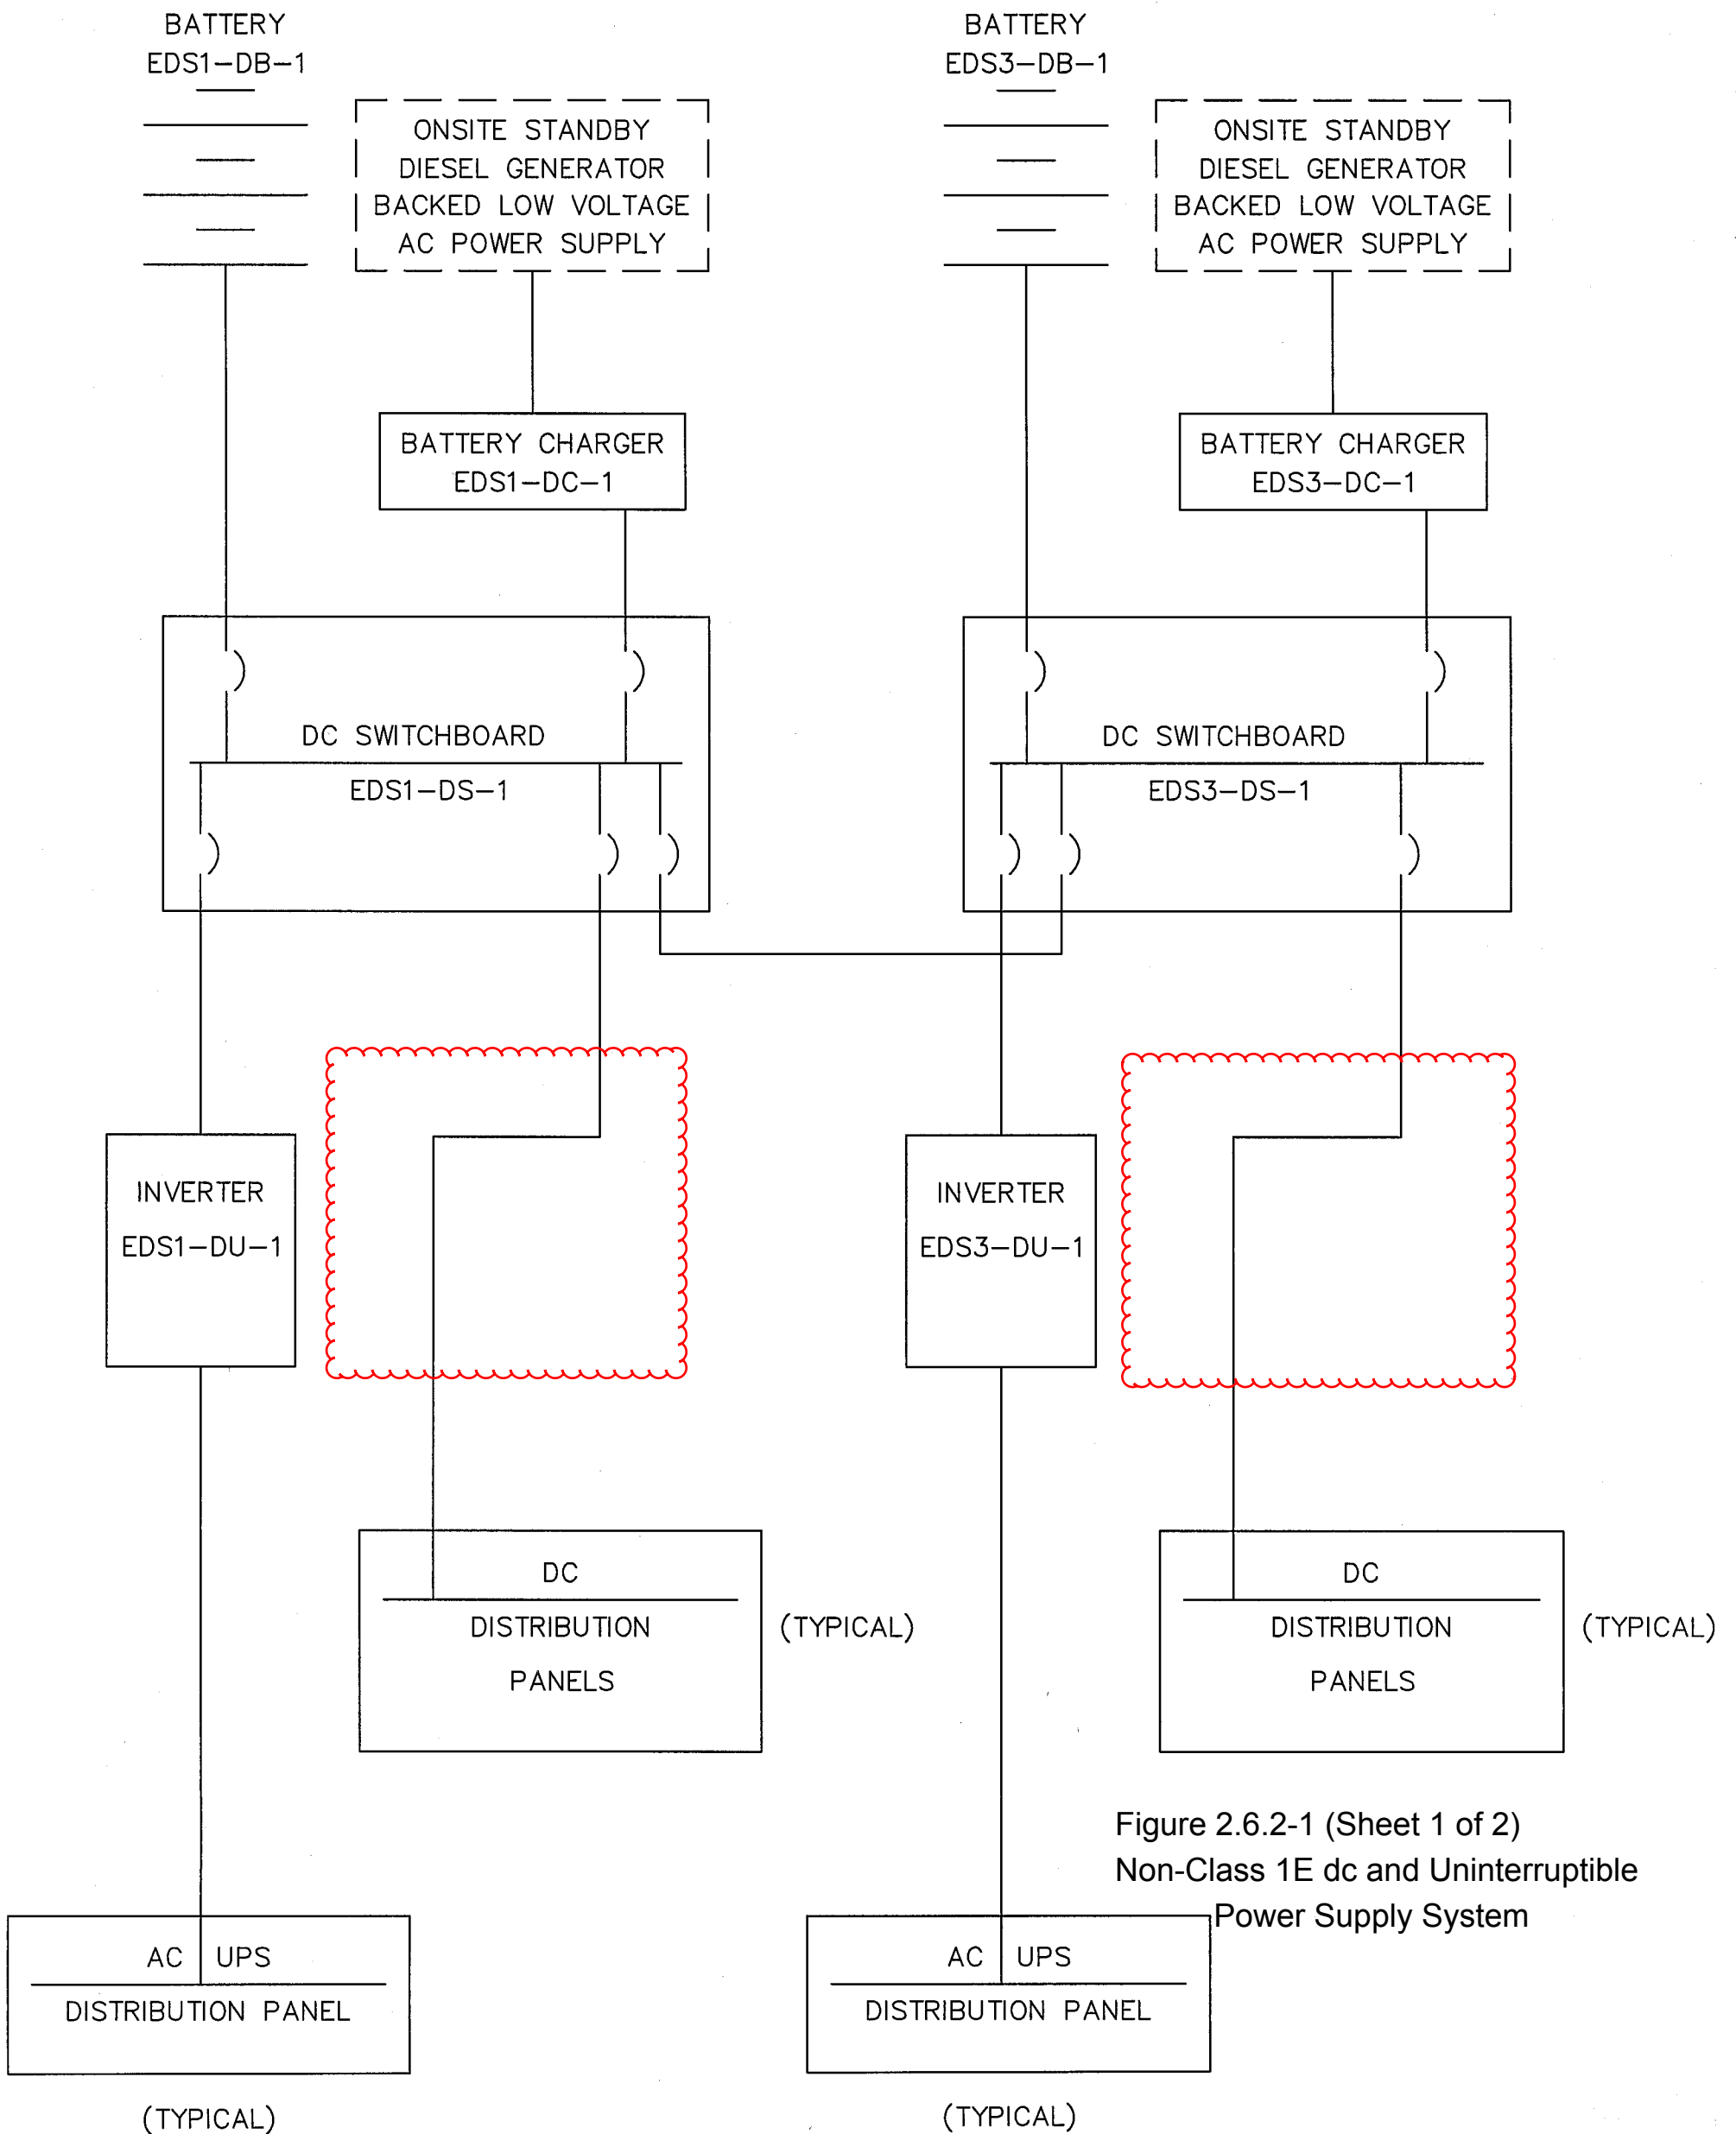 BATTERY
EDS1-DB-1
ONSITE STANDBY
DIESEL GENERATOR
BACKED LOW VOLTAGE
AC POWER SUPPLY
BATTERY CHARGER
EDS1-DC-1
DC SWITCHBOARD
EDS1-DS-1
INVERTER
EDS1-DU-1
DC
DISTRIBUTION
PANELS
(TYPICAL)
AC UPS
DISTRIBUTION PANEL
(TYPICAL)
BATTERY
EDS3-DB-1
ONSITE STANDBY
DIESEL GENERATOR
BACKED LOW VOLTAGE
AC POWER SUPPLY
BATTERY CHARGER
EDS3-DC-1
DC SWITCHBOARD
EDS3-DS-1
INVERTER
EDS3-DU-1
DC
DISTRIBUTION
PANELS
(TYPICAL)
AC UPS
DISTRIBUTION PANEL
(TYPICAL)
Figure 2.6.2-1 (Sheet 1 of 2)
Non-Class 1E dc and Uninterruptible
Power Supply System